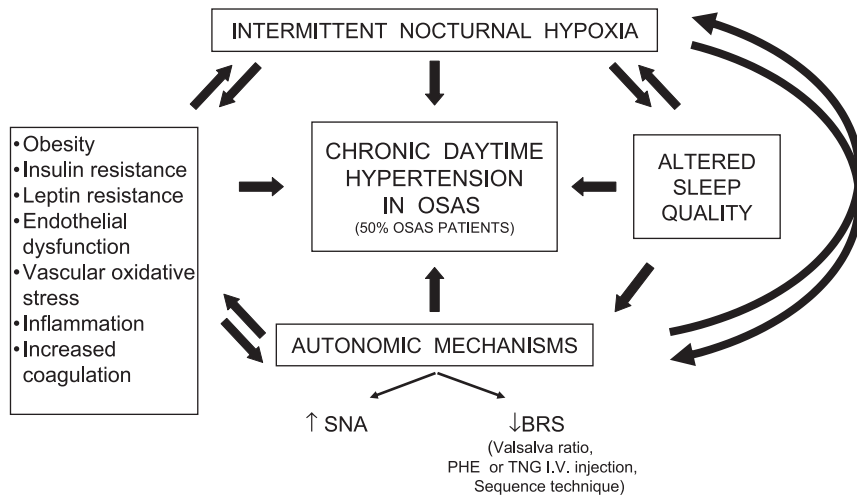 INTERMITTENT NOCTURNAL HYPOXIA
• Obesity
• Insulin resistance
• Leptin resistance
• Endothelial
dysfunction
• Vascular oxidative
stress
• Inflammation
• Increased
coagulation
CHRONIC DAYTIME
HYPERTENSION
IN OSAS
(50% OSAS PATIENTS)
ALTERED
SLEEP
QUALITY
AUTONOMIC MECHANISMS
↑ SNA
↓BRS
(Valsalva ratio,
PHE or TNG I.V. injection,
Sequence technique)